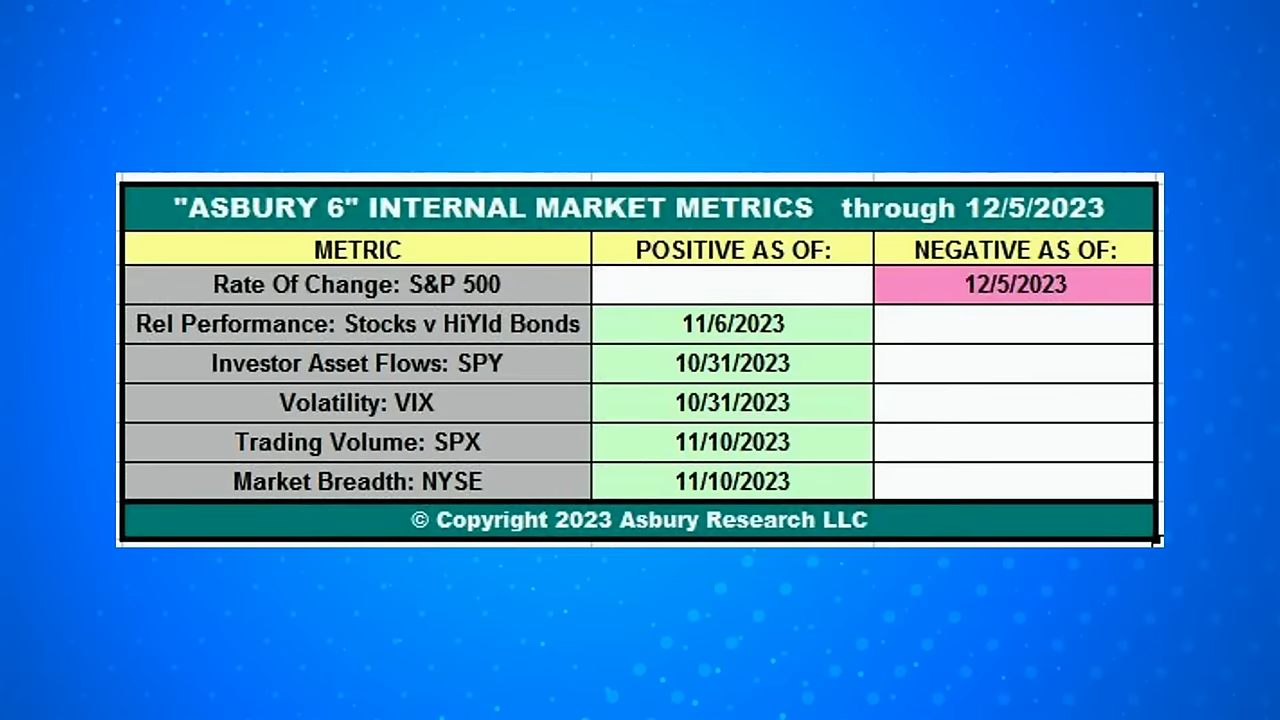 "ASBURY 6" INTERNAL MARKET METRICS through 12/5/2023
METRIC POSITIVE AS OF: NEGATIVE AS OF:
Rate Of Change: S&P 500 12/5/2023
Rel Performance: Stocks v HiYld Bonds 11/6/2023
Investor Asset Flows: SPY 10/31/2023
Volatility: VIX 10/31/2023
Trading Volume: SPX 11/10/2023
Market Breadth: NYSE 11/10/2023
© Copyright 2023 Asbury Research LLC